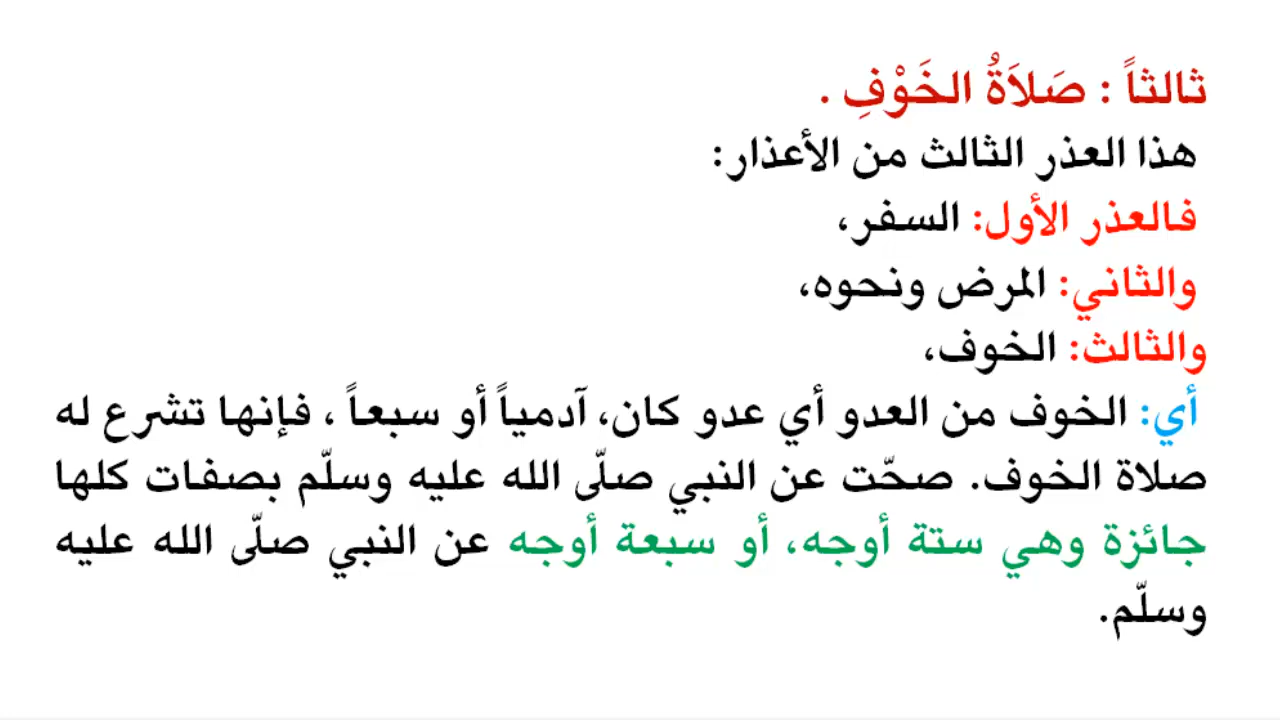 ثالثاً : صَلاَةُ الخَوْفِ .
هذا العذر الثالث من الأعذار:
فالعذر الأول: السفر،
والثاني: المرض ونحوه،
والثالث: الخوف،
أي: الخوف من العدو أي عدو كان، آدمياً أو سبعاً ، فإنها تشرع له
صلاة الخوف. صحّت عن النبي صلّى الله عليه وسلّم بصفات كلها
جائزة وهي ستة أوجه، أو سبعة أوجه عن النبي صلّى الله عليه
وسلّم.